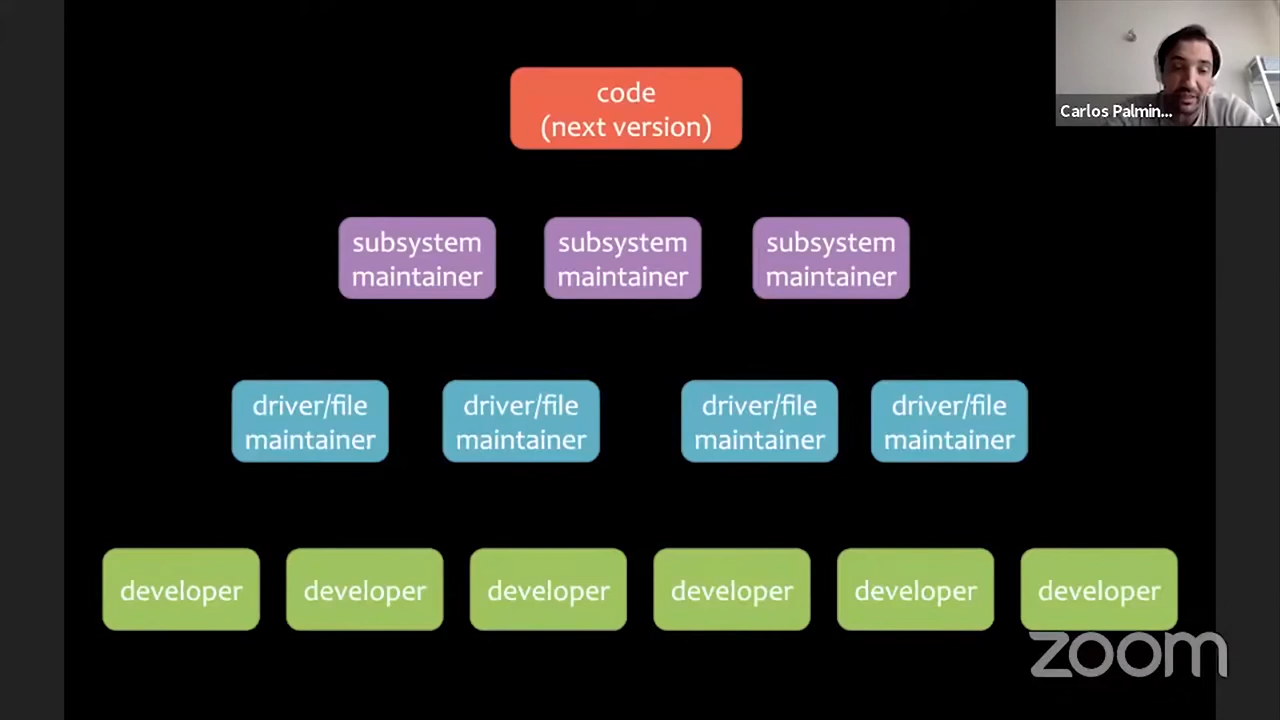 code
(next version)
Carlos Palmin...
subsystem
maintainer
subsystem
maintainer
subsystem
maintainer
driver/file
maintainer
driver/file
maintainer
driver/file
maintainer
driver/file
maintainer
developer
developer
developer
developer
developer
developer
zoom